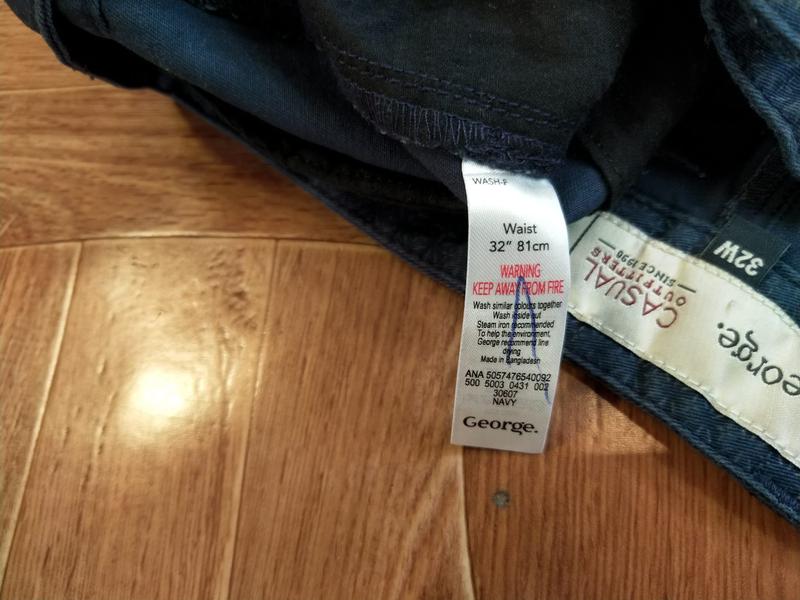 WASH-F
Waist
32" 81cm
WARNING
KEEP AWAY FROM FIRE
Wash similar colours together
Wash inside out
Steam iron recommended
To help the environment,
George recommend line
drying
Made in Bangladesh
ANA 5057476540092
500 5003 0431 002
30607
NAVY
George.
32W
eorge.
CASUAL
OUTFITTERS
SINCE 1990